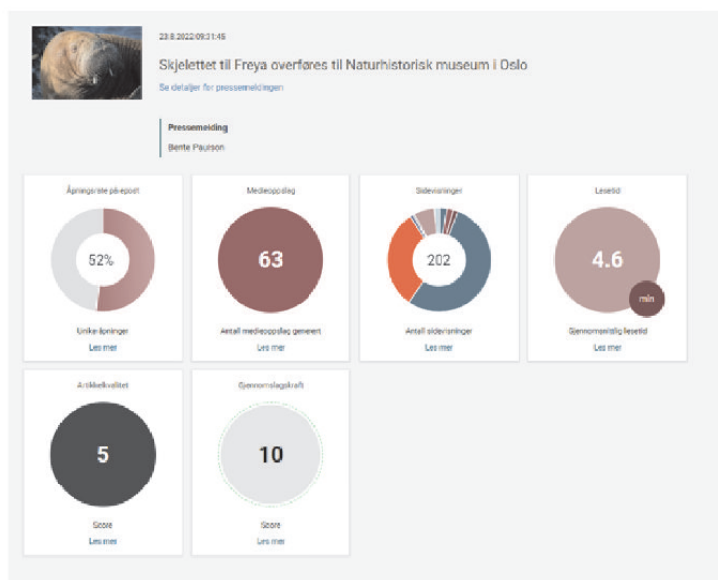 23.8.2022 09:31:45
Skjelettet til Freya overføres til Naturhistorisk museum i Oslo
Se detaljer for pressemeldingen
Pressemelding
Bente Paulson
Åpningsrate på epost
Medieoppslag
Sidevisninger
Lesetid
52%
63
202
4.6
min
Unike åpninger
Antall medieoppslag generert
Antall sidevisninger
Gjennomsnittlig lesetid
Les mer
Les mer
Les mer
Les mer
Artikkelkvalitet
Gjennomslagskraft
5
10
Score
Score
Les mer
Les mer